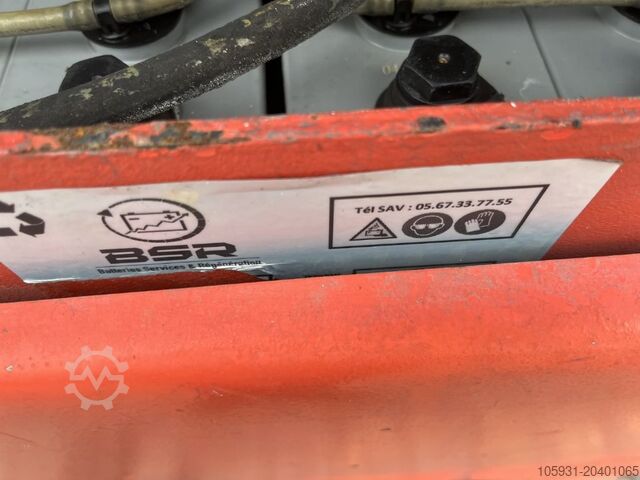 Tél SAV : 05.67.33.77.55
BSR
Batteries Services & Régénération
105931-20401065